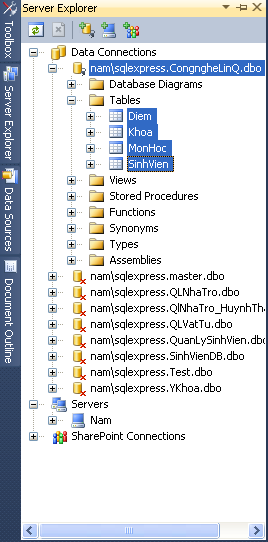 Server Explorer
Toolbox
Server Explorer
Data Sources
Document Outline
Data Connections
nam\sqlexpress.CongngheLinQ.dbo
Database Diagrams
Tables
Diem
Khoa
MonHoc
SinhVien
Views
Stored Procedures
Functions
Synonyms
Types
Assemblies
nam\sqlexpress.master.dbo
nam\sqlexpress.QLNhaTro.dbo
nam\sqlexpress.QlNhaTro_HuynhTha
nam\sqlexpress.QLVatTu.dbo
nam\sqlexpress.QuanLySinhVien.dbo
nam\sqlexpress.SinhVienDB.dbo
nam\sqlexpress.Test.dbo
nam\sqlexpress.YKhoa.dbo
Servers
Nam
SharePoint Connections